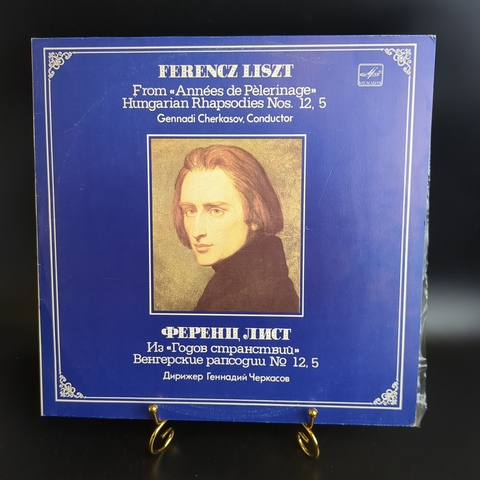 FERENCZ LISZT
From «Années de Pèlerinage»
Hungarian Rhapsodies Nos. 12, 5
Gennadi Cherkasov, Conductor
ФЕРЕНЦ ЛИСТ
Из «Годов странствий»
Венгерские рапсодии № 12, 5
Дирижер Геннадий Черкасов